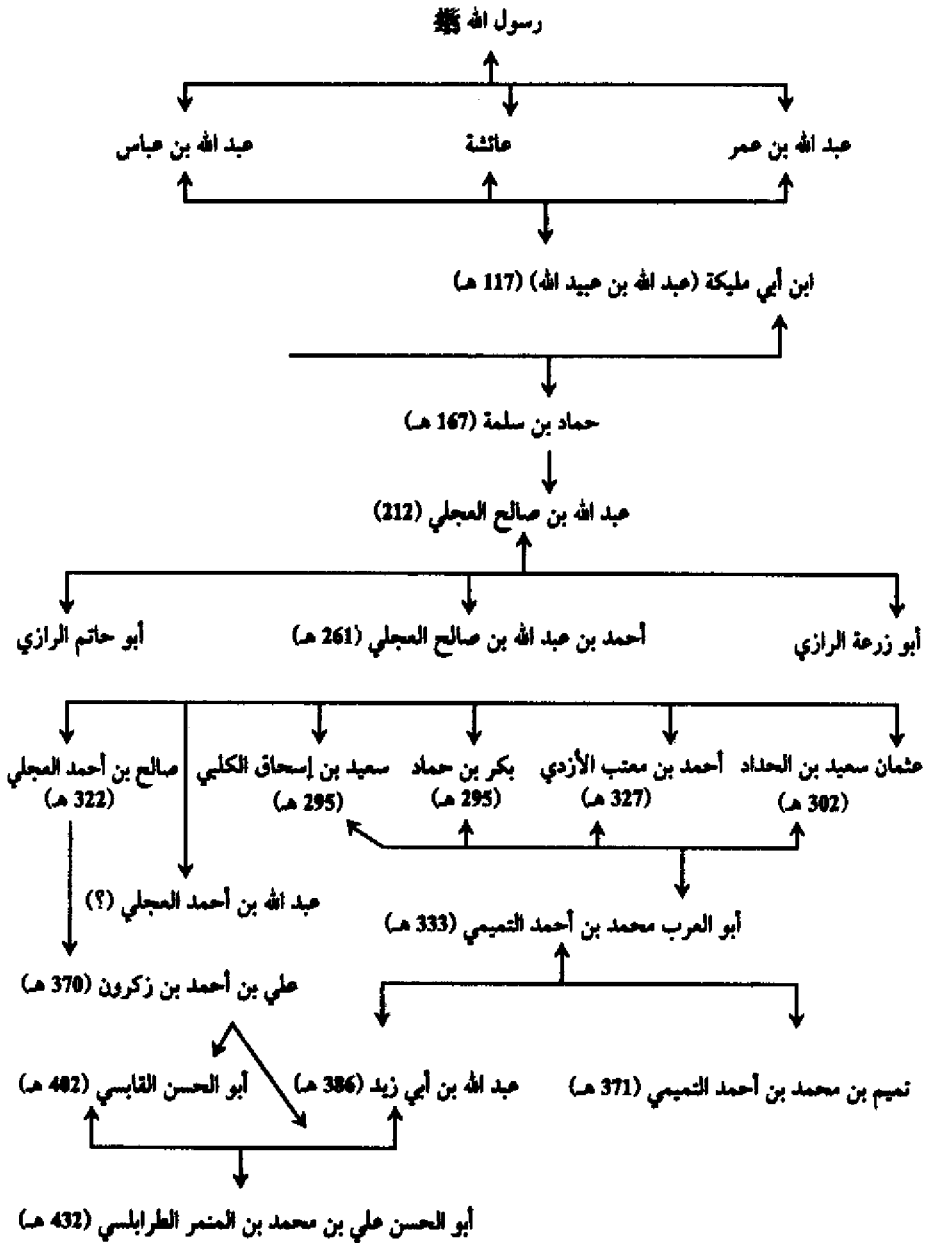 رسول الله ﷺ
عبد الله بن عمر عائشة عبد الله بن عباس
ابن أبي مليكة (عبد الله بن عبيد الله) (117 هـ)
حماد بن سلمة (167 هـ)
عبد الله بن صالح العجلي (212)
أبو زرعة الرازي أحمد بن عبد الله بن صالح العجلي (261 هـ) أبو حاتم الرازي
عثمان سعيد بن الحداد أحمد بن معتب الأزدي بكر بن حماد سعيد بن إسحاق الكلبي صالح بن أحمد العجلي
(302 هـ) (327 هـ) (295 هـ) (295 هـ) (322 هـ)
عبد الله بن أحمد العجلي (؟)
أبو العرب محمد بن أحمد التميمي (333 هـ)
علي بن أحمد بن زكرون (370 هـ)
تميم بن محمد بن أحمد التميمي (371 هـ) عبد الله بن أبي زيد (386 هـ) أبو الحسن القابسي (402 هـ)
أبو الحسن علي بن محمد بن المنمر الطرابلسي (432 هـ)